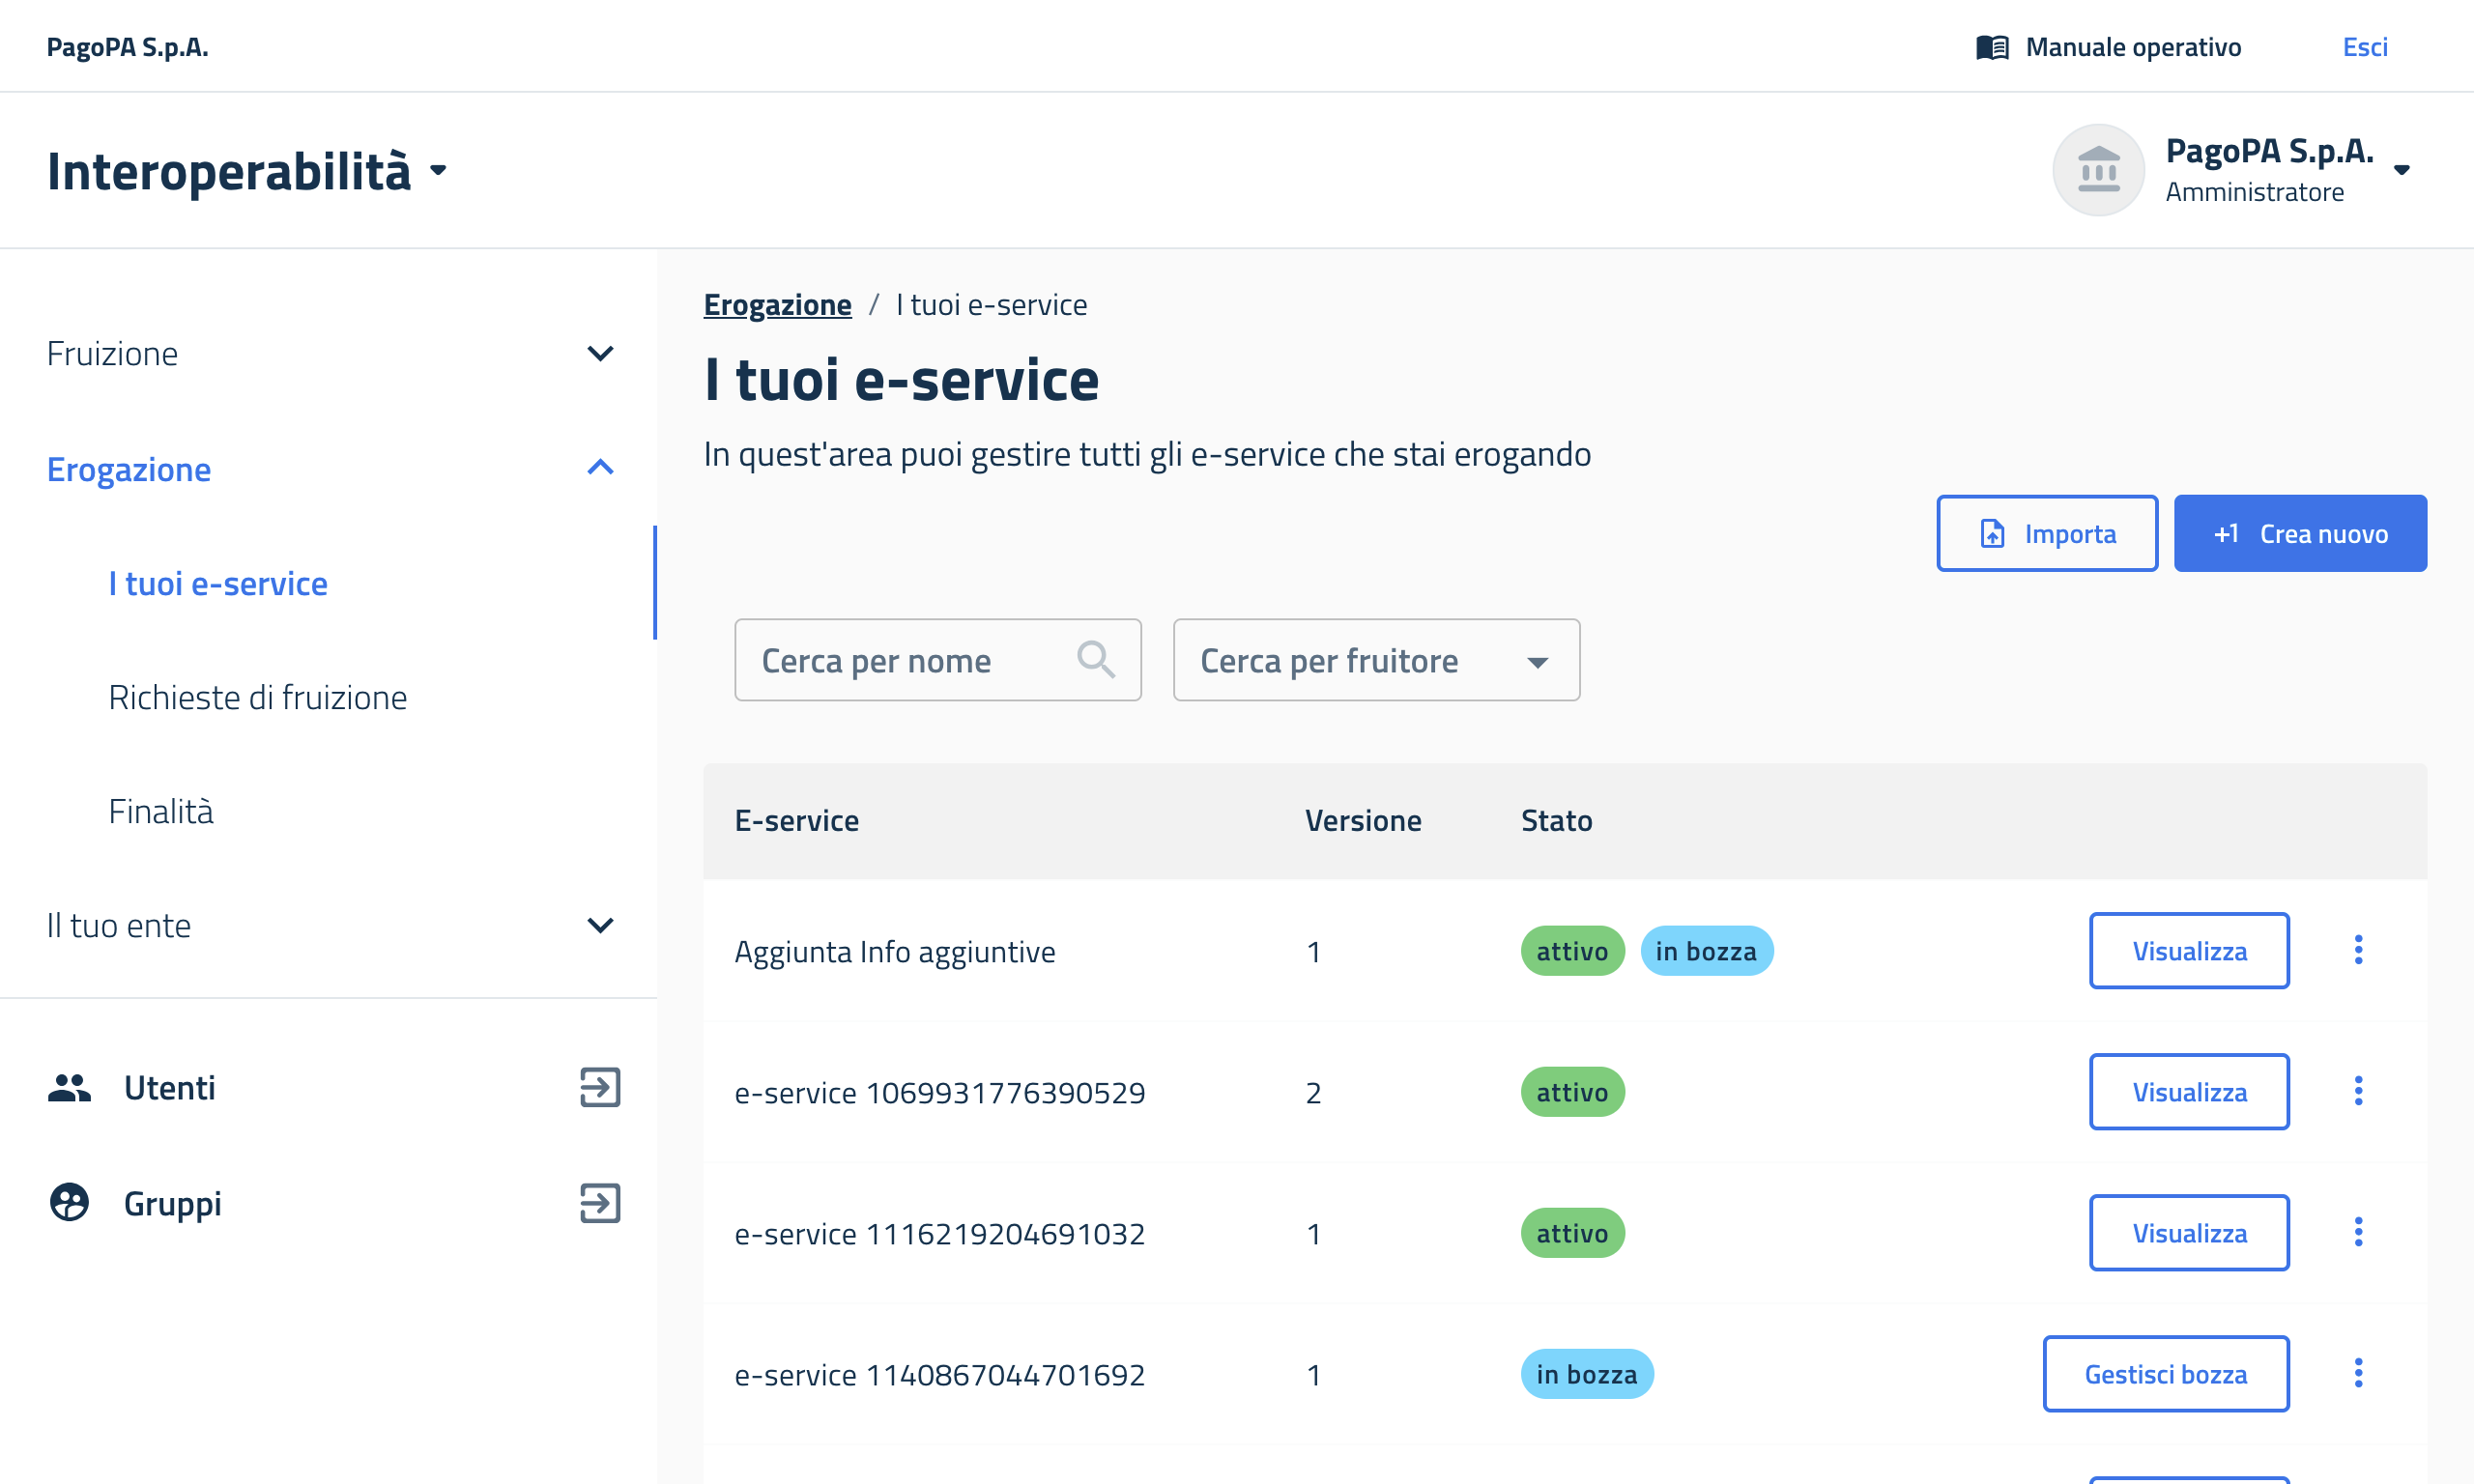 PagoPA S.p.A.
Manuale operativo
Esci
Interoperabilità
PagoPA S.p.A.
Amministratore
Fruizione
Erogazione
I tuoi e-service
Richieste di fruizione
Finalità
Il tuo ente
Utenti
Gruppi
Erogazione / I tuoi e-service
I tuoi e-service
In quest'area puoi gestire tutti gli e-service che stai erogando
Importa
+1 Crea nuovo
Cerca per nome
Cerca per fruitore
E-service Versione Stato
Aggiunta Info aggiuntive 1 attivo in bozza Visualizza
e-service 1069931776390529 2 attivo Visualizza
e-service 1116219204691032 1 attivo Visualizza
e-service 1140867044701692 1 in bozza Gestisci bozza